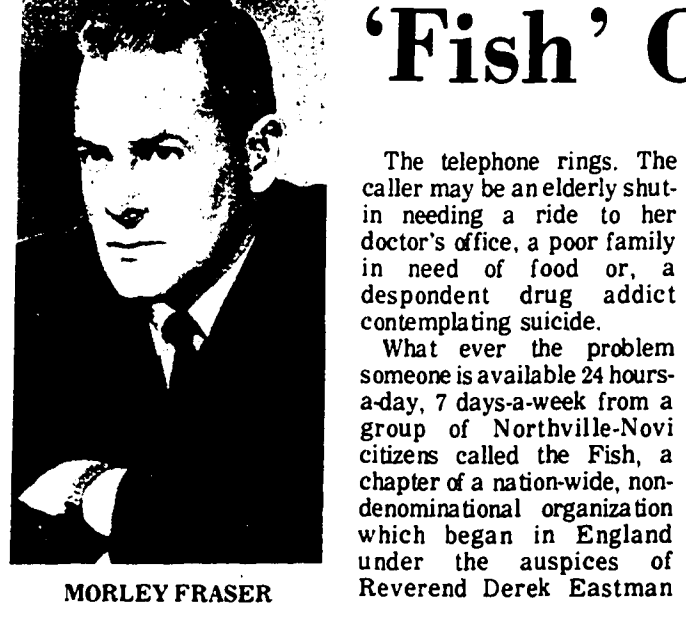 'Fish'
The telephone rings. The
caller may be an elderly shut-
in needing a ride to her
doctor's office, a poor family
in need of food or, a
despondent drug addict
contemplating suicide.
What ever the problem
someone is available 24 hours-
a-day, 7 days-a-week from a
group of Northville-Novi
citizens called the Fish, a
chapter of a nation-wide, non-
denominational organization
which began in England
under the auspices of
Reverend Derek Eastman
MORLEY FRASER